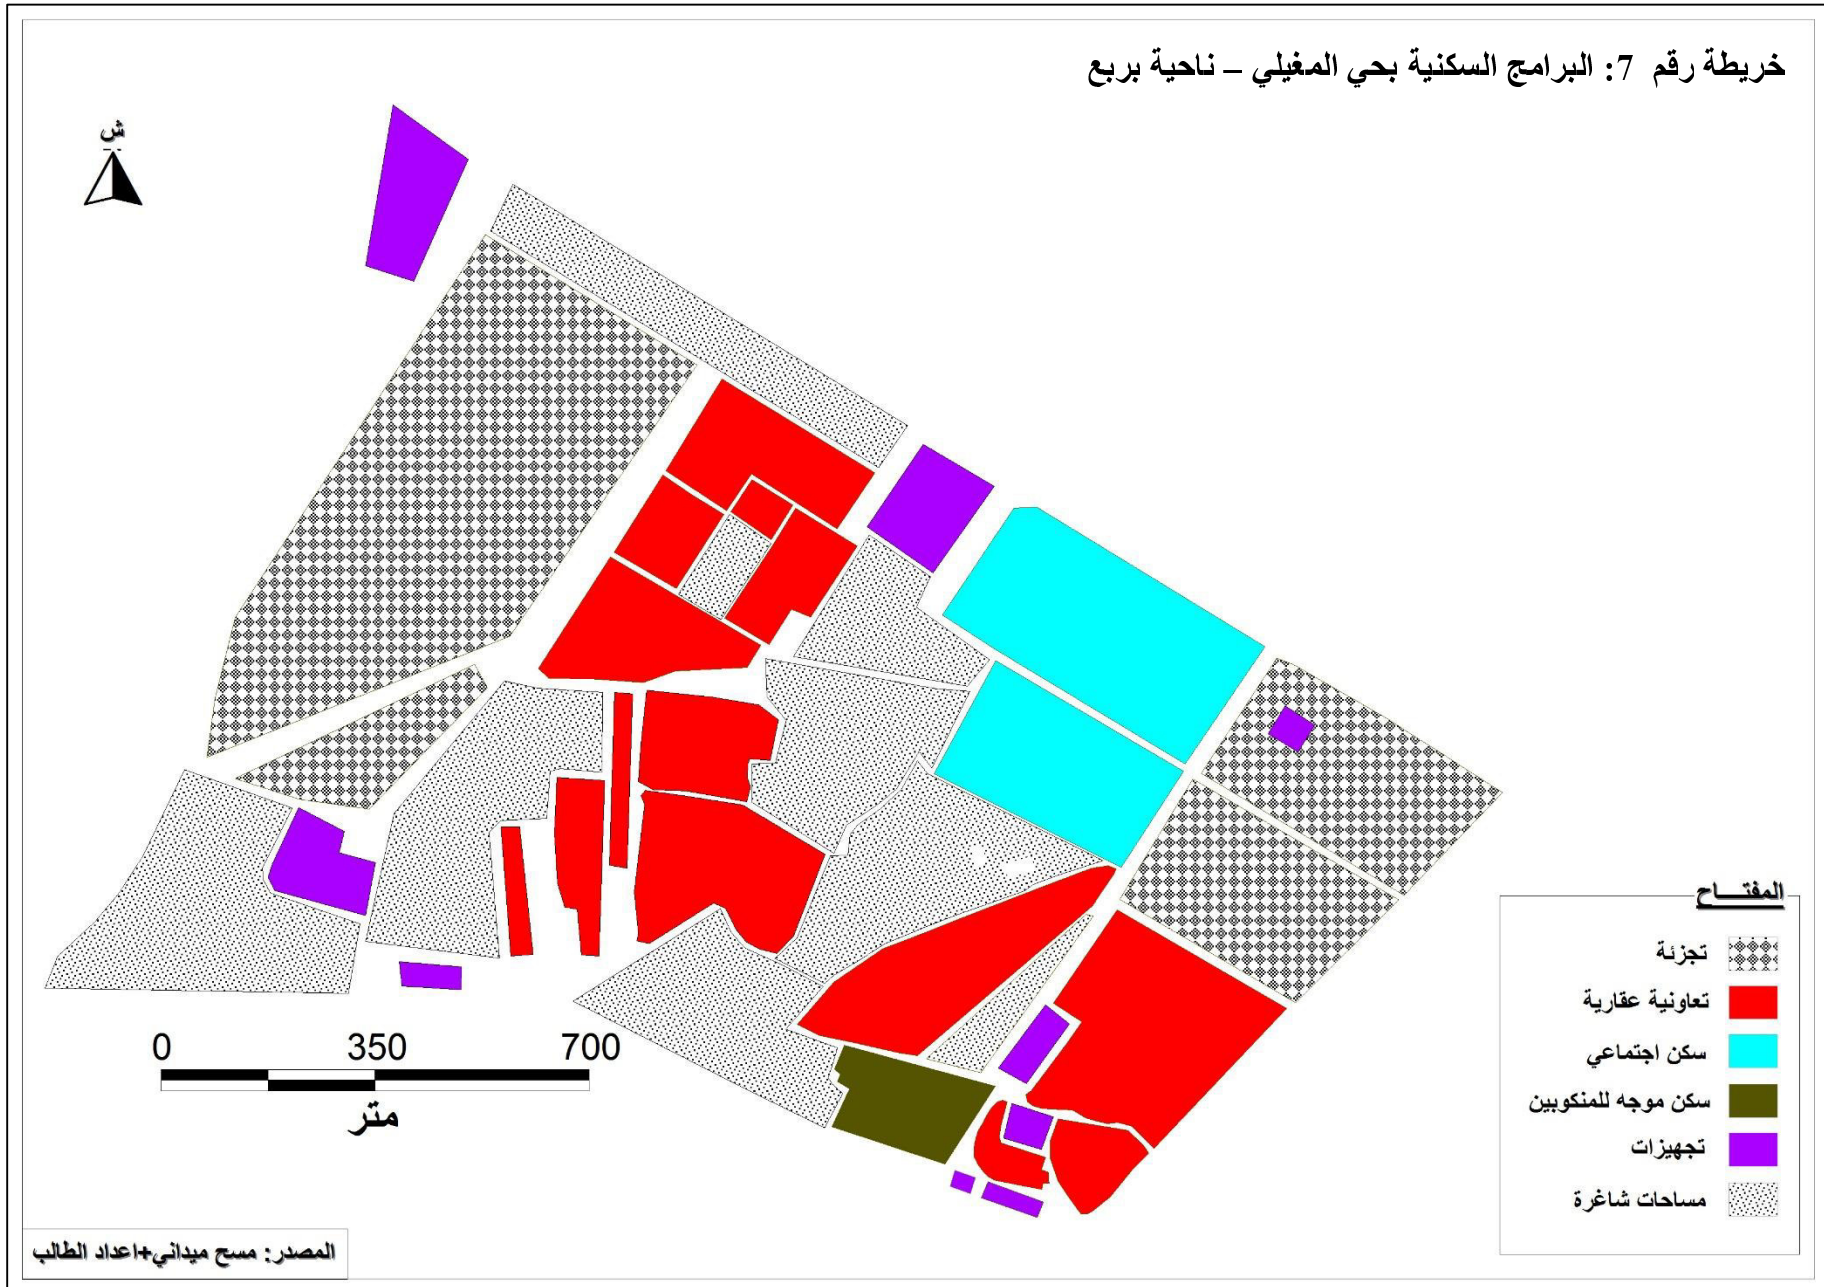 خريطة رقم 7: البرامج السكنية بحي المغيلي – ناحية بربع
ش
المفتـــاح
تجزئة
تعاونية عقارية
سكن اجتماعي
سكن موجه للمنكوبين
تجهيزات
مساحات شاغرة
0 350 700
متر
المصدر: مسح ميداني+اعداد الطالب